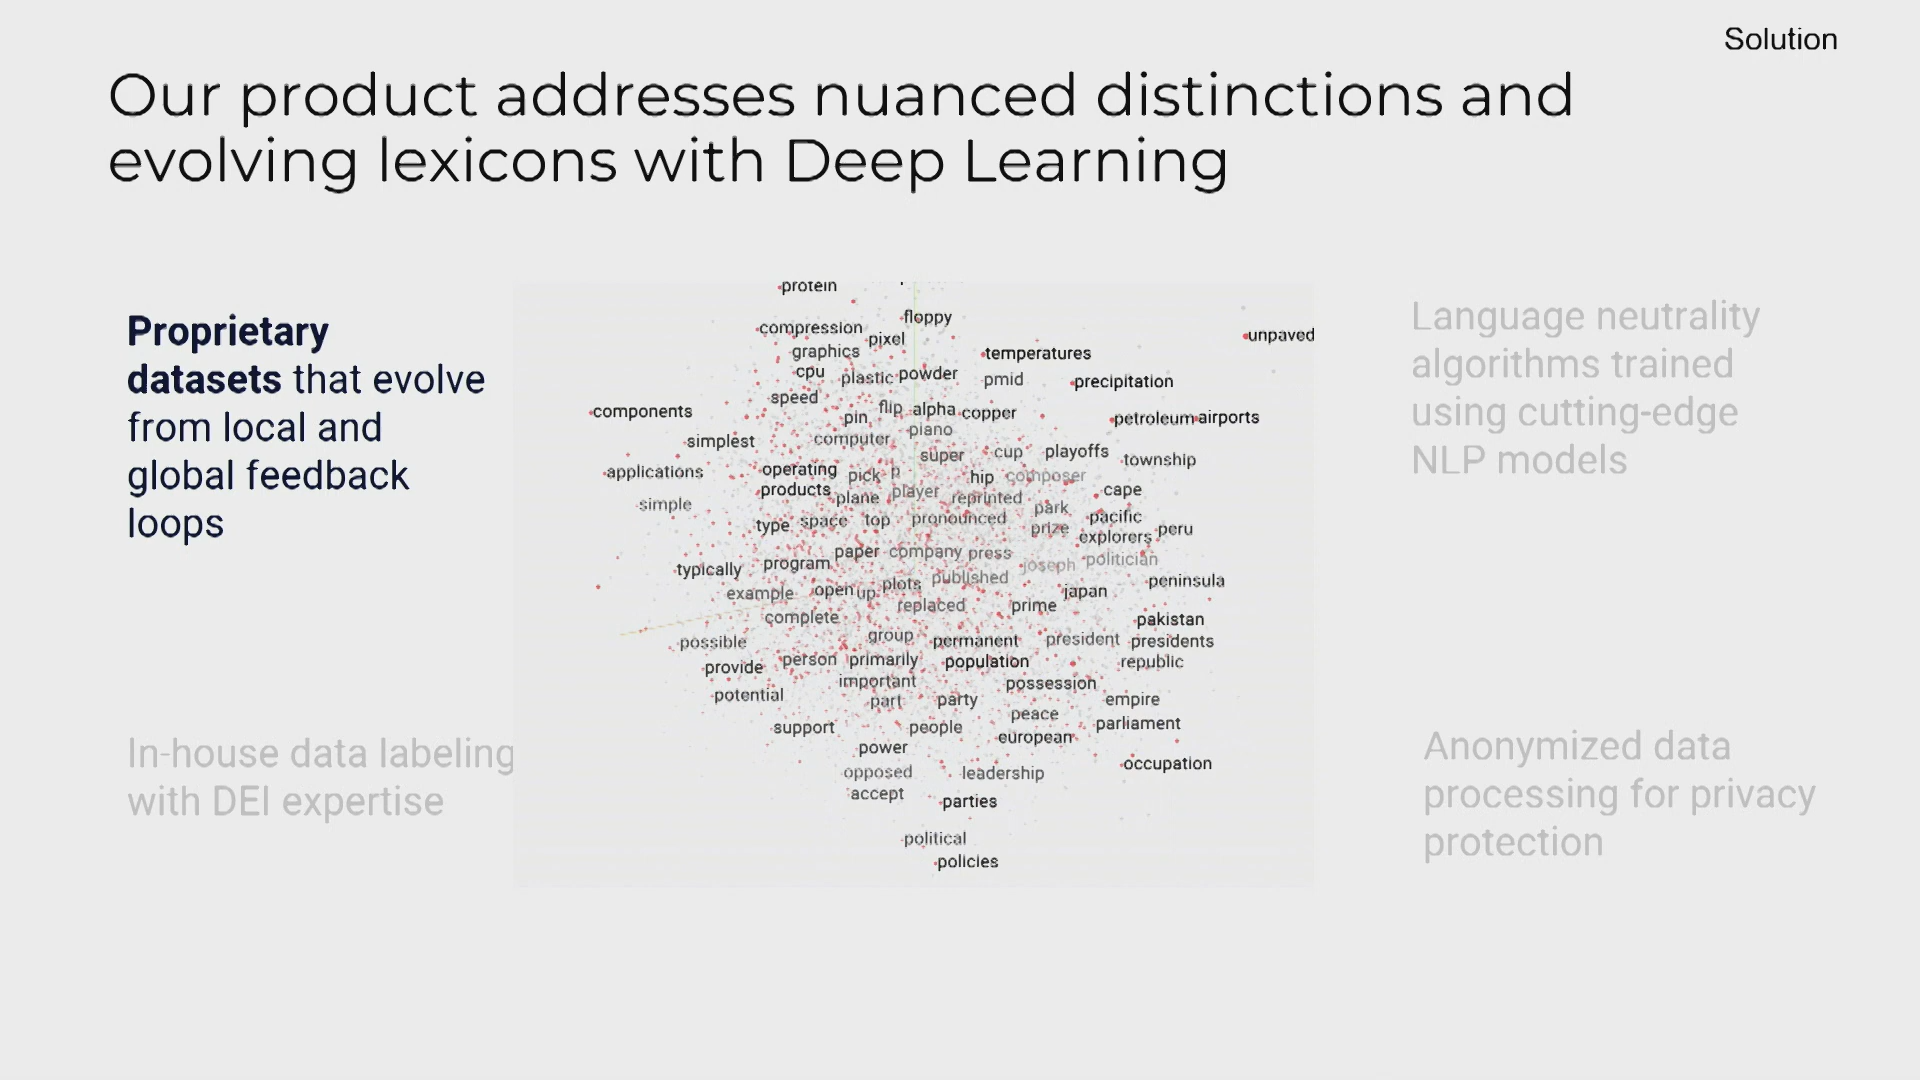 Solution
Our product addresses nuanced distinctions and
evolving lexicons with Deep Learning
Proprietary
datasets that evolve
from local and
global feedback
loops
In-house data labeling
with DEI expertise
protein
floppy
compression
pixel
unpaved
graphics
temperatures
cpu
plastic powder
pmid
precipitation
speed
components
pin
flip alpha copper
petroleum airports
piano
simplest
computer
super
cup
playoffs
township
applications
operating
pick n
hip
composer
products
plane
player
reprinted
cape
simple
park
type space top
pronounced
prize
pacific
explorers
peru
paper company press
typically
program
joseph
politician
example
open up
plots
published
japan
peninsula
complete
replaced
prime
pakistan
possible
group
permanent
president
presidents
provide
person
primarily
population
republic
potential
important
possession
part
party
empire
support
people
peace
parliament
power
european
opposed
leadership
occupation
accept
parties
political
policies
Language neutrality
algorithms trained
using cutting-edge
NLP models
Anonymized data
processing for privacy
protection